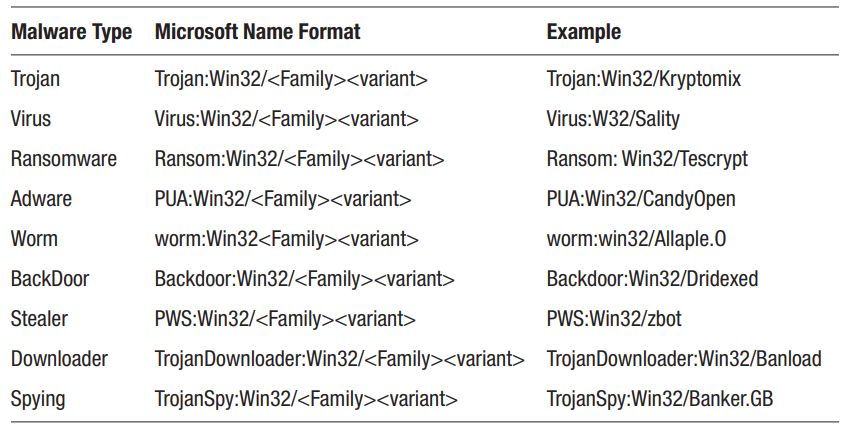 Malware Type Microsoft Name Format Example
Trojan Trojan:Win32/<Family><variant> Trojan:Win32/Kryptomix
Virus Virus:Win32/<Family><variant> Virus:W32/Sality
Ransomware Ransom:Win32/<Family><variant> Ransom: Win32/Tescrypt
Adware PUA:Win32/<Family><variant> PUA:Win32/CandyOpen
Worm worm:Win32<Family><variant> worm:win32/Allaple.O
BackDoor Backdoor:Win32/<Family><variant> Backdoor:Win32/Dridexed
Stealer PWS:Win32/<Family><variant> PWS:Win32/zbot
Downloader TrojanDownloader:Win32/<Family><variant> TrojanDownloader:Win32/Banload
Spying TrojanSpy:Win32/<Family><variant> TrojanSpy:Win32/Banker.GB